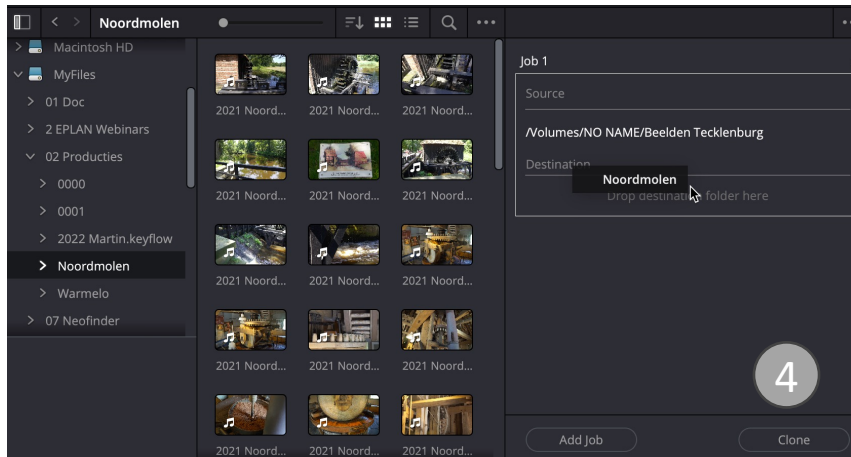 Noordmolen
Macintosh HD
MyFiles
01 Doc
2 EPLAN Webinars
02 Producties
0000
0001
2022 Martin.keyflow
Noordmolen
Warmelo
07 Neofinder
2021 Noord... 2021 Noord... 2021 Noord...
2021 Noord... 2021 Noord... 2021 Noord...
2021 Noord... 2021 Noord... 2021 Noord...
2021 Noord... 2021 Noord... 2021 Noord...
2021 Noord... 2021 Noord... 2021 Noord...
Job 1
Source
/Volumes/NO NAME/Beelden Tecklenburg
Destination
Noordmolen
Drop destination folder here
4
Add Job Clone